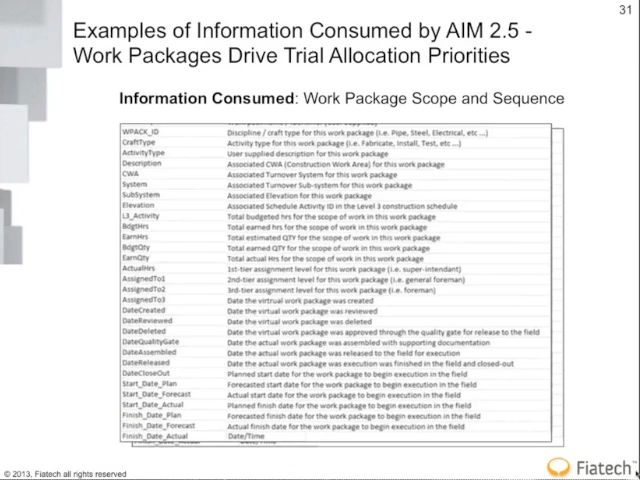 31
Examples of Information Consumed by AIM 2.5 -
Work Packages Drive Trial Allocation Priorities
Information Consumed: Work Package Scope and Sequence
WPACK_ID Discipline / craft type for this work package (i.e. Pipe, Steel, Electrical, etc ...)
CraftType Activity type for this work package (i.e. Fabricate, Install, Test, etc ...)
ActivityType User supplied description for this work package
Description Associated CWA (Construction Work Area) for this work package
CWA Associated Turnover System for this work package
System Associated Turnover Sub-system for this work package
SubSystem Associated Elevation for this work package
Elevation Associated Schedule Activity ID in the Level 3 construction schedule
L3_Activity Total budgeted hrs for the scope of work in this work package
BdgtHrs Total earned hrs for the scope of work in this work package
EarnHrs Total estimated QTY for the scope of work in this work package
BdgtQty Total earned QTY for the scope of work in this work package
EarnQty Total actual Hrs for the scope of work in this work package
ActualHrs 1st-tier assignment level for this work package (i.e. super-intendant)
AssignedTo1 2nd-tier assignment level for this work package (i.e. general foreman)
AssignedTo2 3rd-tier assignment level for this work package (i.e. foreman)
AssignedTo3 Date the virtrual work package was created
DateCreated Date the virtual work package was reviewed
DateReviewed Date the virtual work package was deleted
DateDeleted Date the virtual work package was approved through the quality gate for release to the field
DateQualityGate Date the actual work package was assembled with supporting documentation
DateAssembled Date the actual work package was released to the field for execution
DateReleased Date the actual work package was execution was finished in the field and closed-out
DateCloseOut Planned start date for the work package to begin execution in the field
Start_Date_Plan Forecasted start date for the work package to begin execution in the field
Start_Date_Forecast Actual start date for the work package to begin execution in the field
Start_Date_Actual Planned finish date for the work package to begin execution in the field
Finish_Date_Plan Forecasted finish date for the work package to begin execution in the field
Finish_Date_Forecast Actual finish date for the work package to begin execution in the field
Finish_Date_Actual Date/Time
© 2013, Fiatech all rights reserved
Fiatech™